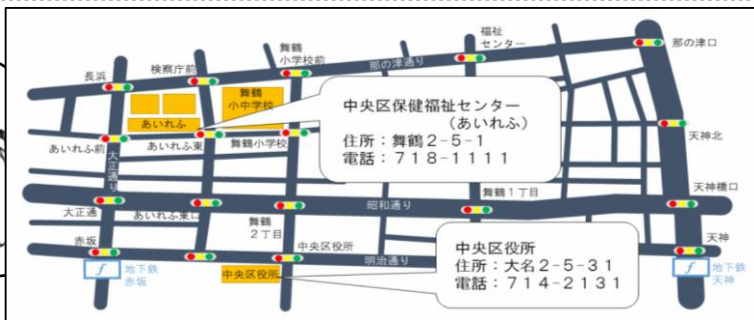 福祉
センター
那の津口
舞鶴
小学校前
検察庁前
長浜
那の津通り
舞鶴
小中学校
あいれふ
あいれふ前
大正通り
あいれふ東
舞鶴小学校
中央区保健福祉センター
(あいれふ)
住所:舞鶴2-5-1
電話:718-1111
天神北
舞鶴1丁目
天神橋口
昭和通り
大正通
あいれふ東口
舞鶴
2丁目
赤坂
中央区役所
明治通り
天神
f 地下鉄
赤坂
中央区役所
中央区役所
住所:大名2-5-31
電話:714-2131
f 地下鉄
天神